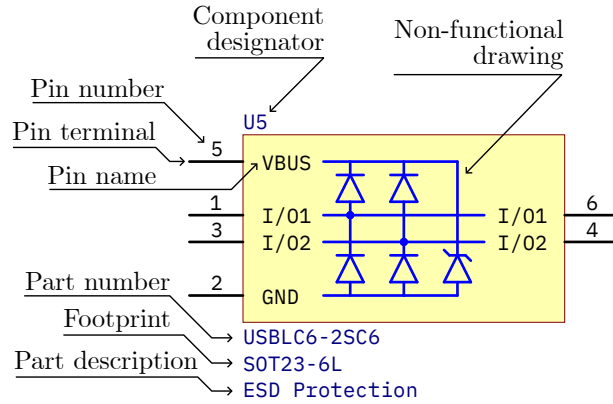 Component
designator
Non-functional
drawing
Pin number
U5
Pin terminal
5
VBUS
Pin name
1
I/O1
I/O1
6
3
I/O2
I/O2
4
2
GND
Part number
USBLC6-2SC6
Footprint
SOT23-6L
Part description
ESD Protection